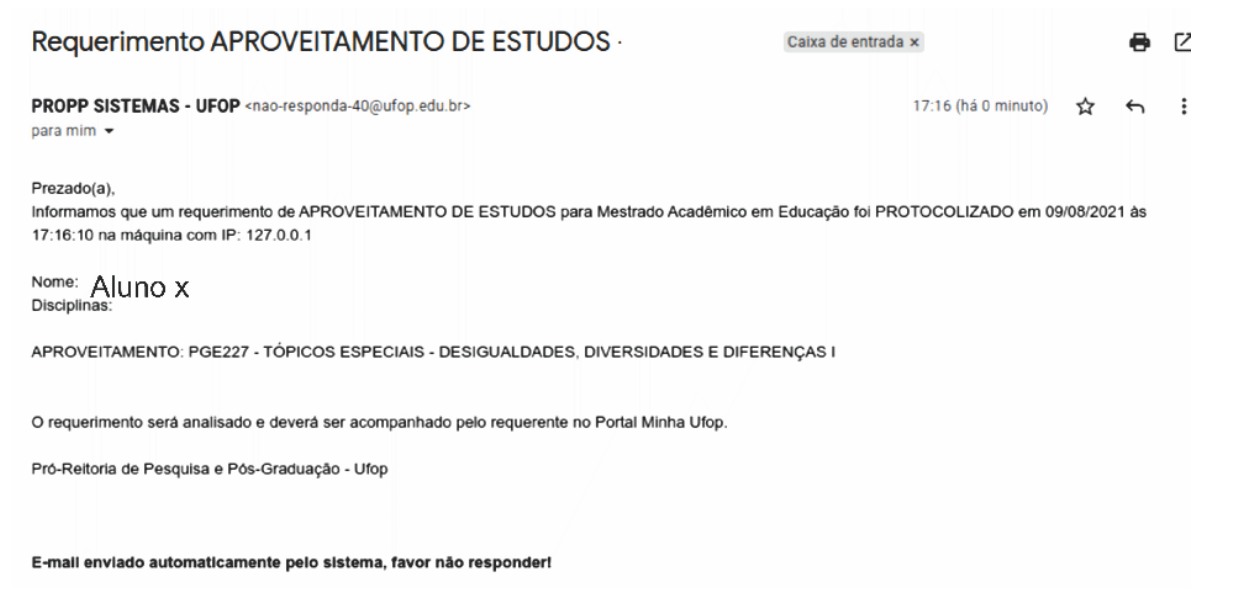 Requerimento APROVEITAMENTO DE ESTUDOS ·
Caixa de entrada ×
PROPP SISTEMAS - UFOP <nao-responda-40@ufop.edu.br>
17:16 (há 0 minuto)
para mim
Prezado(a),
Informamos que um requerimento de APROVEITAMENTO DE ESTUDOS para Mestrado Acadêmico em Educação foi PROTOCOLIZADO em 09/08/2021 às
17:16:10 na máquina com IP: 127.0.0.1
Nome: Aluno x
Disciplinas:
APROVEITAMENTO: PGE227 - TÓPICOS ESPECIAIS - DESIGUALDADES, DIVERSIDADES E DIFERENÇAS I
O requerimento será analisado e deverá ser acompanhado pelo requerente no Portal Minha Ufop.
Pró-Reitoria de Pesquisa e Pós-Graduação - Ufop
E-mail enviado automaticamente pelo sistema, favor não responder!